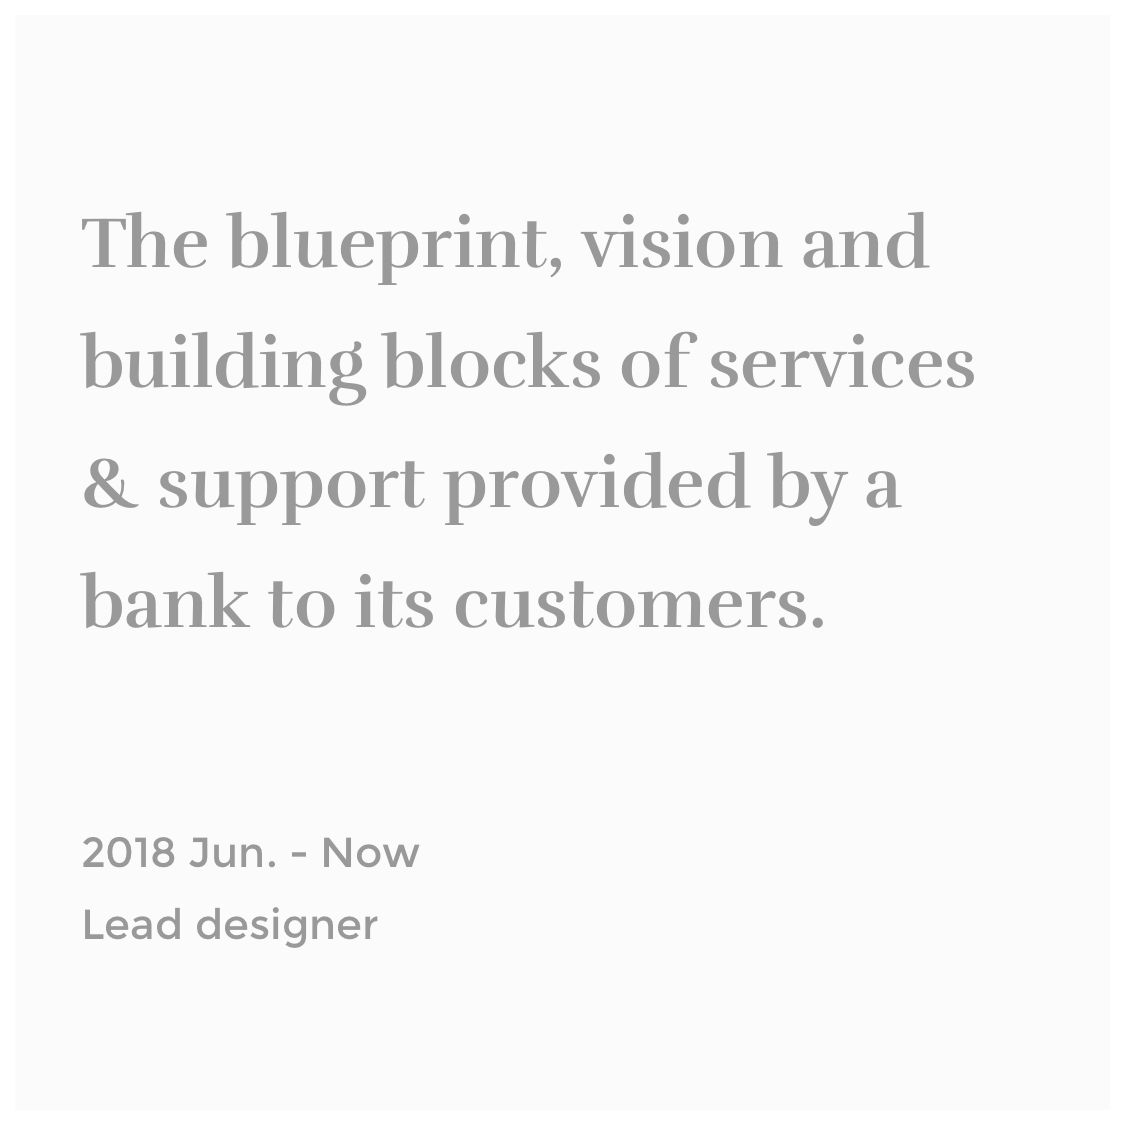 The blueprint, vision and
building blocks of services
& support provided by a
bank to its customers.
2018 Jun. - Now
Lead designer